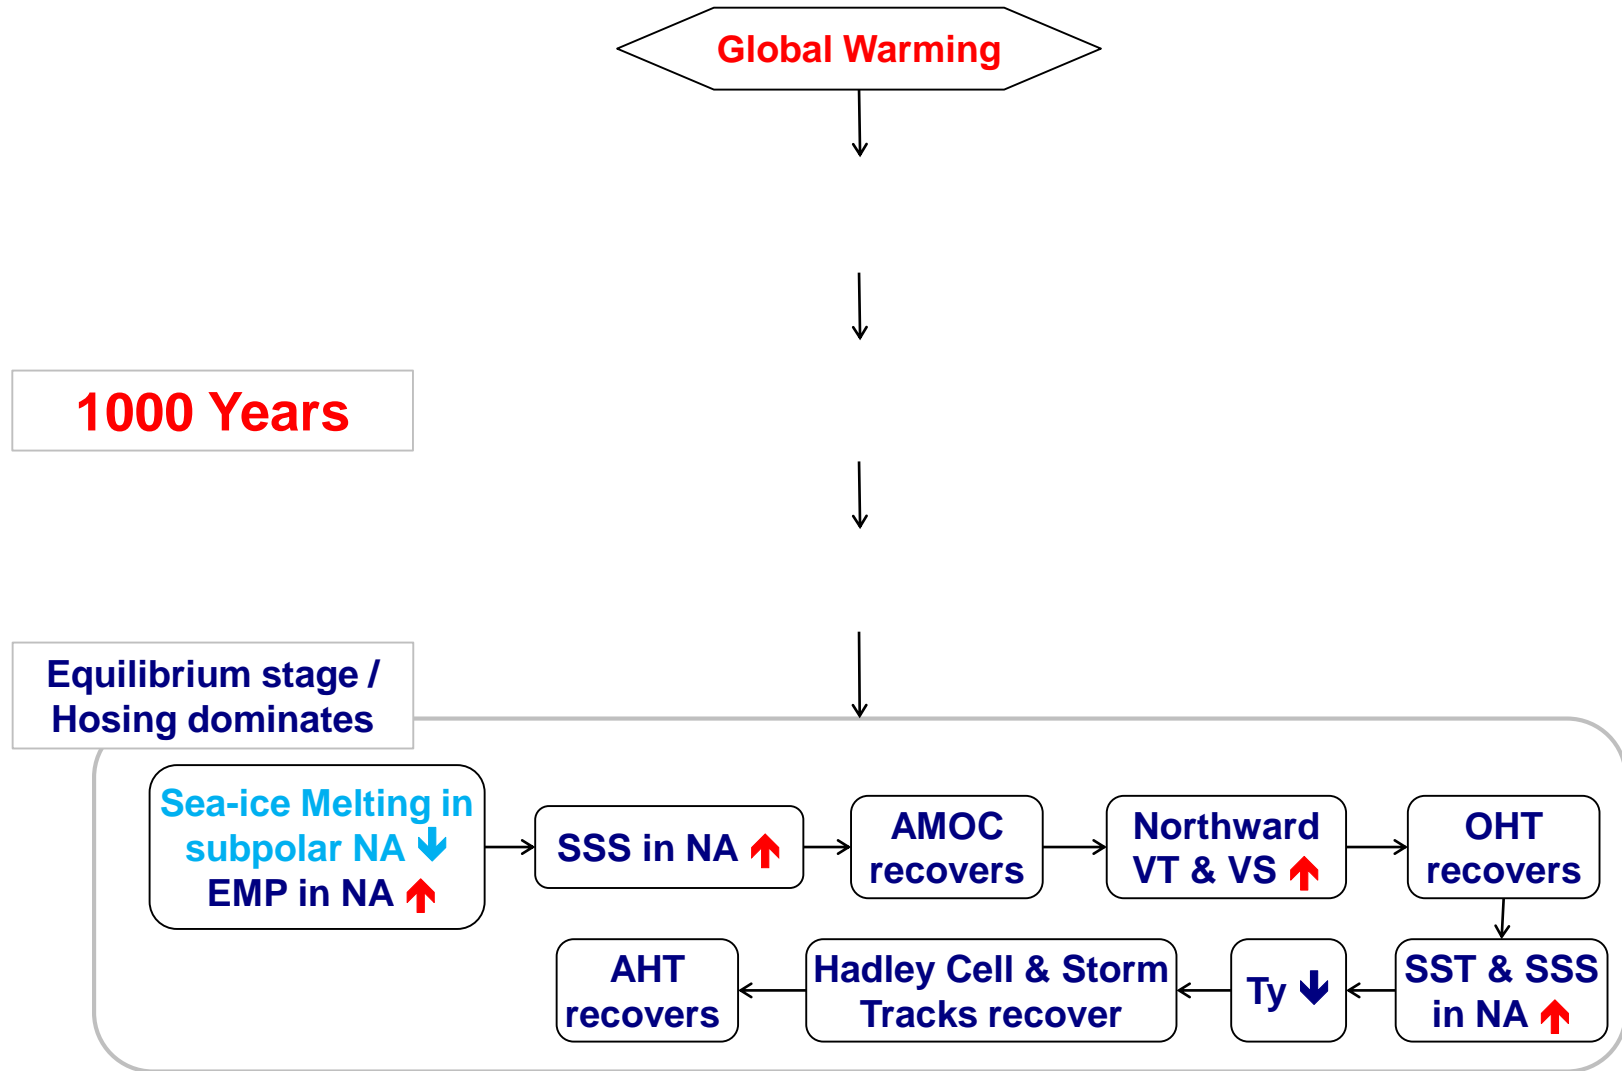 Global Warming
1000 Years
Equilibrium stage /
Hosing dominates
Sea-ice Melting in
subpolar NA ↓
EMP in NA ↑
SSS in NA ↑
AMOC
recovers
Northward
VT & VS ↑
OHT
recovers
SST & SSS
in NA ↑
Ty ↓
Hadley Cell & Storm
Tracks recover
AHT
recovers